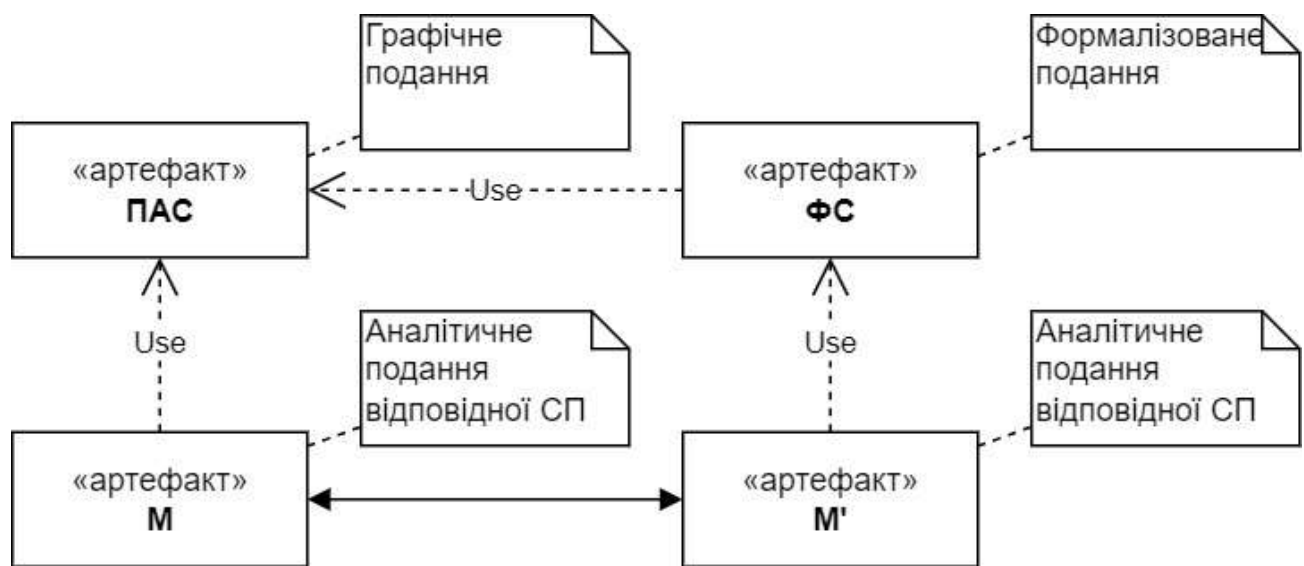 Графічне
подання
Формалізоване
подання
«артефакт»
ПАС
Use
«артефакт»
ФС
Use
Use
Аналітичне
подання
відповідної СП
Аналітичне
подання
відповідної СП
«артефакт»
М
«артефакт»
М'